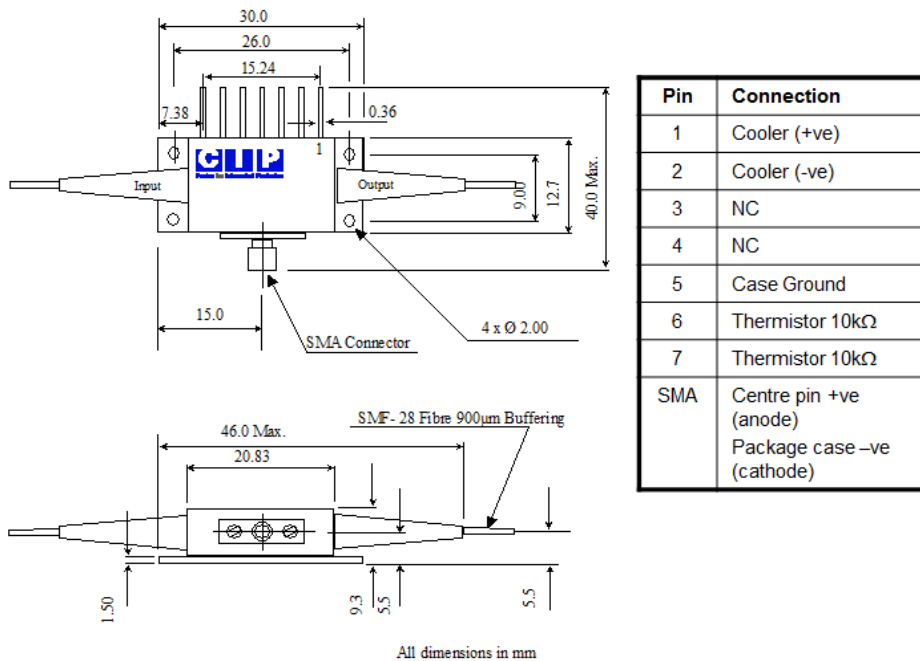 30.0
26.0
15.24
7.38
0.36
1
CIP
Input
Output
9.00
12.7
40.0 Max.
15.0
SMA Connector
4 x Ø 2.00
Pin Connection
1 Cooler (+ve)
2 Cooler (-ve)
3 NC
4 NC
5 Case Ground
6 Thermistor 10kΩ
7 Thermistor 10kΩ
SMA Centre pin +ve
(anode)
Package case –ve
(cathode)
SMF- 28 Fibre 900μm Buffering
46.0 Max.
20.83
1.50
9.3
5.5
5.5
All dimensions in mm